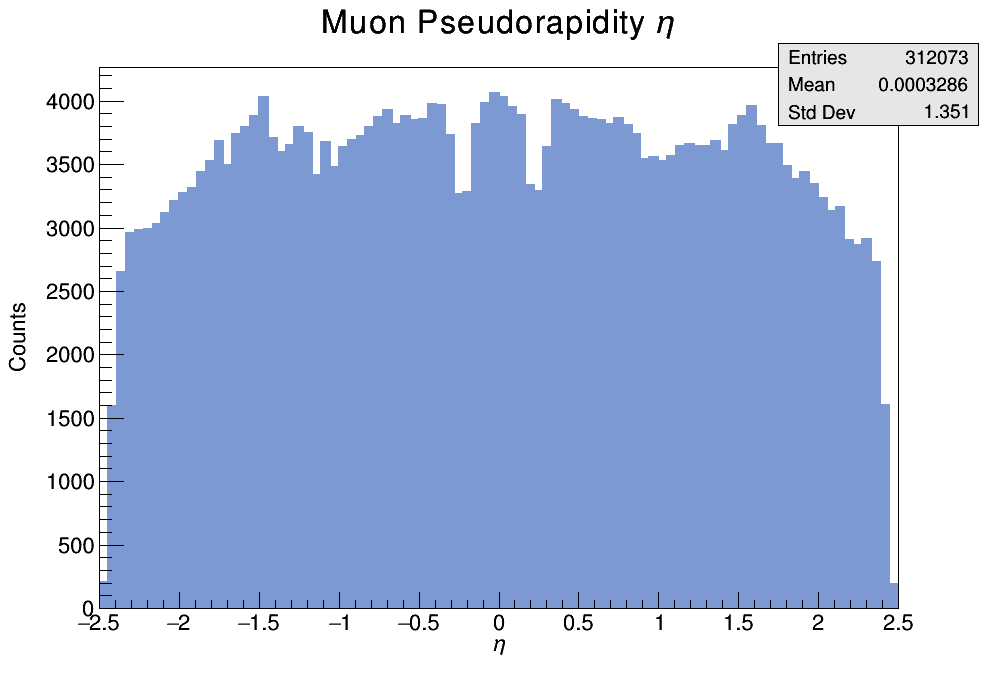 Muon Pseudorapidity η
Entries 312073
Mean 0.0003286
Std Dev 1.351
4000
3500
3000
2500
2000
1500
1000
500
0
Counts
−2.5 −2 −1.5 −1 −0.5 0 0.5 1 1.5 2 2.5
η